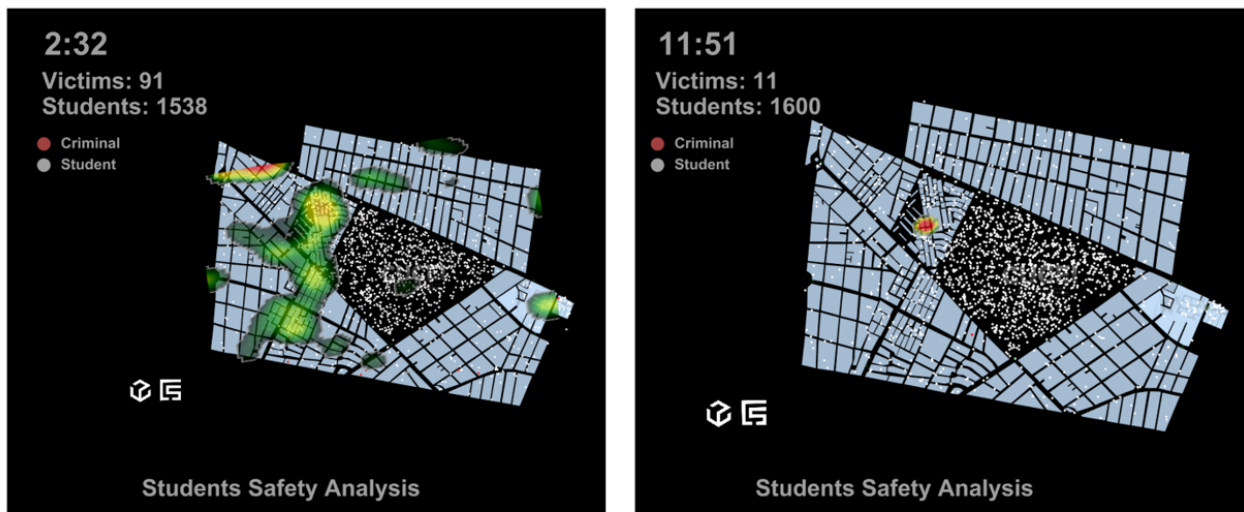 2:32
Victims: 91
Students: 1538
Criminal
Student
Students Safety Analysis
11:51
Victims: 11
Students: 1600
Criminal
Student
Students Safety Analysis